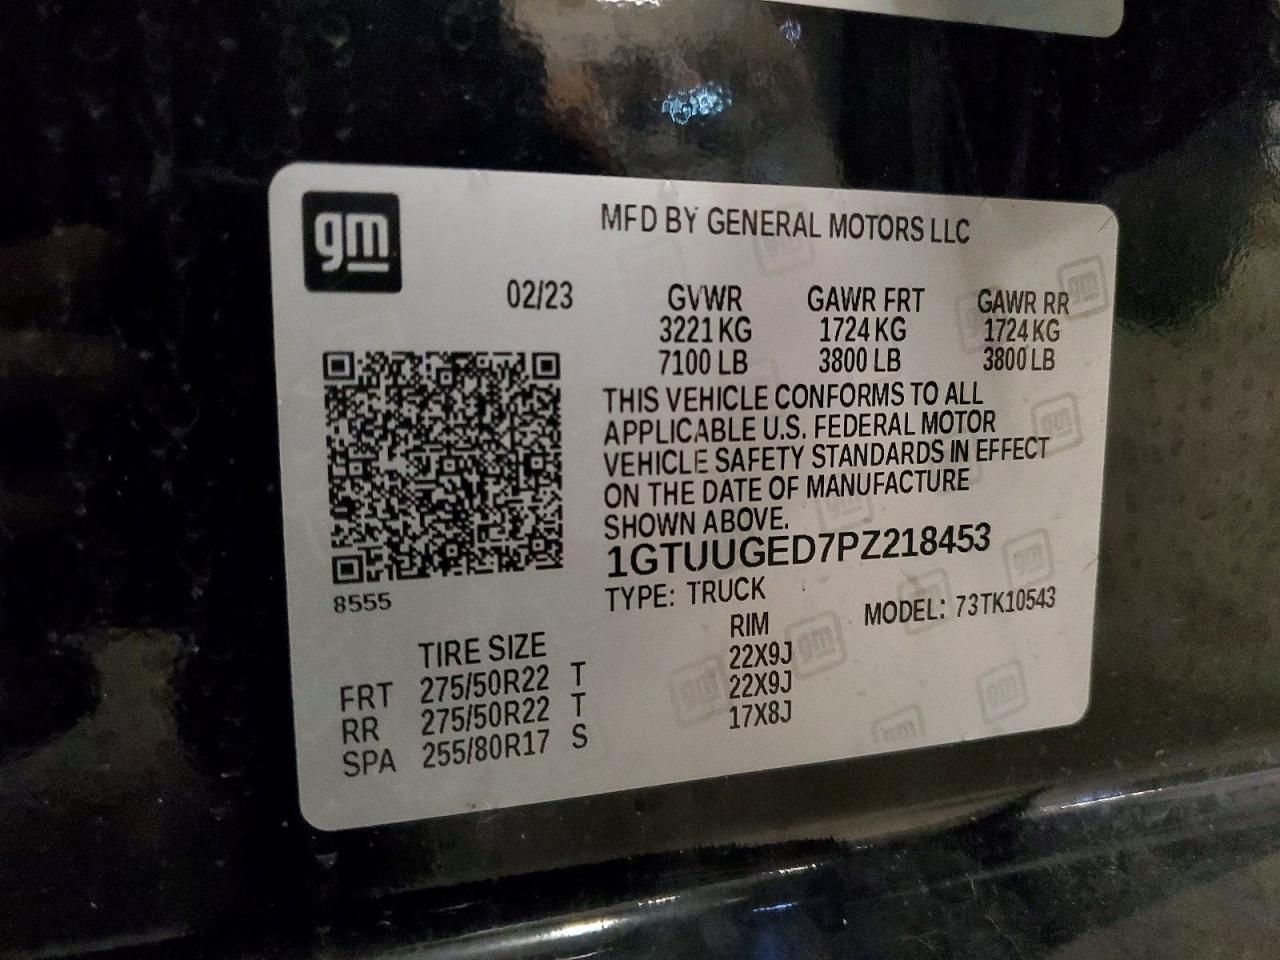 gm
MFD BY GENERAL MOTORS LLC
02/23 GVWR GAWR FRT GAWR RR
3221 KG 1724 KG 1724 KG
7100 LB 3800 LB 3800 LB
THIS VEHICLE CONFORMS TO ALL
APPLICABLE U.S. FEDERAL MOTOR
VEHICLE SAFETY STANDARDS IN EFFECT
ON THE DATE OF MANUFACTURE
SHOWN ABOVE.
1GTUUGED7PZ218453
8555
TYPE: TRUCK MODEL: 73TK10543
TIRE SIZE RIM
FRT 275/50R22 T 22X9J
RR 275/50R22 T 22X9J
SPA 255/80R17 S 17X8J